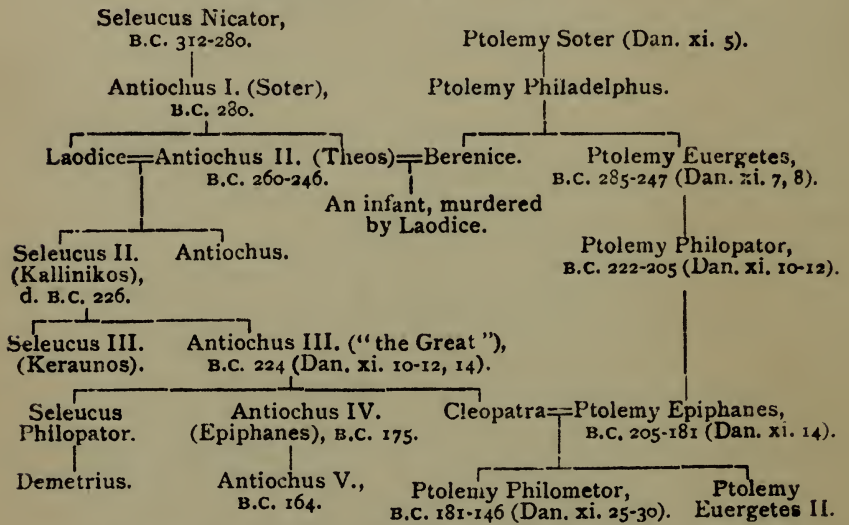 Seleucus Nicator,
B.C. 312-280.
Ptolemy Soter (Dan. xi. 5).
Antiochus I. (Soter),
B.C. 280.
Ptolemy Philadelphus.
Laodice==Antiochus II. (Theos)==Berenice.
B.C. 260-246.
Ptolemy Euergetes,
B.C. 285-247 (Dan. xi. 7, 8).
An infant, murdered
by Laodice.
Seleucus II.
(Kallinikos),
d. B.C. 226.
Antiochus.
Ptolemy Philopator,
B.C. 222-205 (Dan. xi. 10-12).
Seleucus III.
(Keraunos).
Antiochus III. ("the Great"),
B.C. 224 (Dan. xi. 10-12, 14).
Seleucus
Philopator.
Antiochus IV.
(Epiphanes), B.C. 175.
Cleopatra==Ptolemy Epiphanes,
B.C. 205-181 (Dan. xi. 14).
Demetrius.
Antiochus V.,
B.C. 164.
Ptolemy Philometor,
B.C. 181-146 (Dan. xi. 25-30).
Ptolemy
Euergetes II.